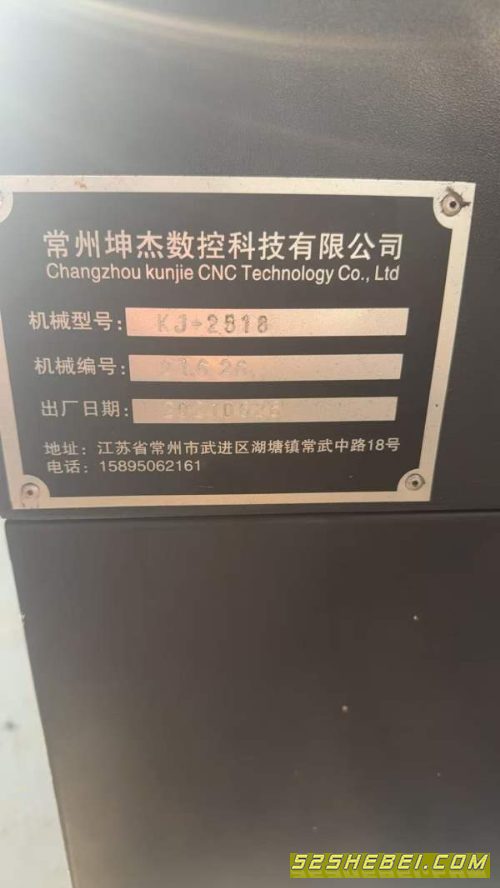 常州坤杰数控科技有限公司
Changzhou kunjie CNC Technology Co., Ltd
机械型号: KJ-2518
机械编号:
出厂日期:
地址: 江苏省常州市武进区湖塘镇常武中路18号
电话: 15895062161
52SHEBEI.COM